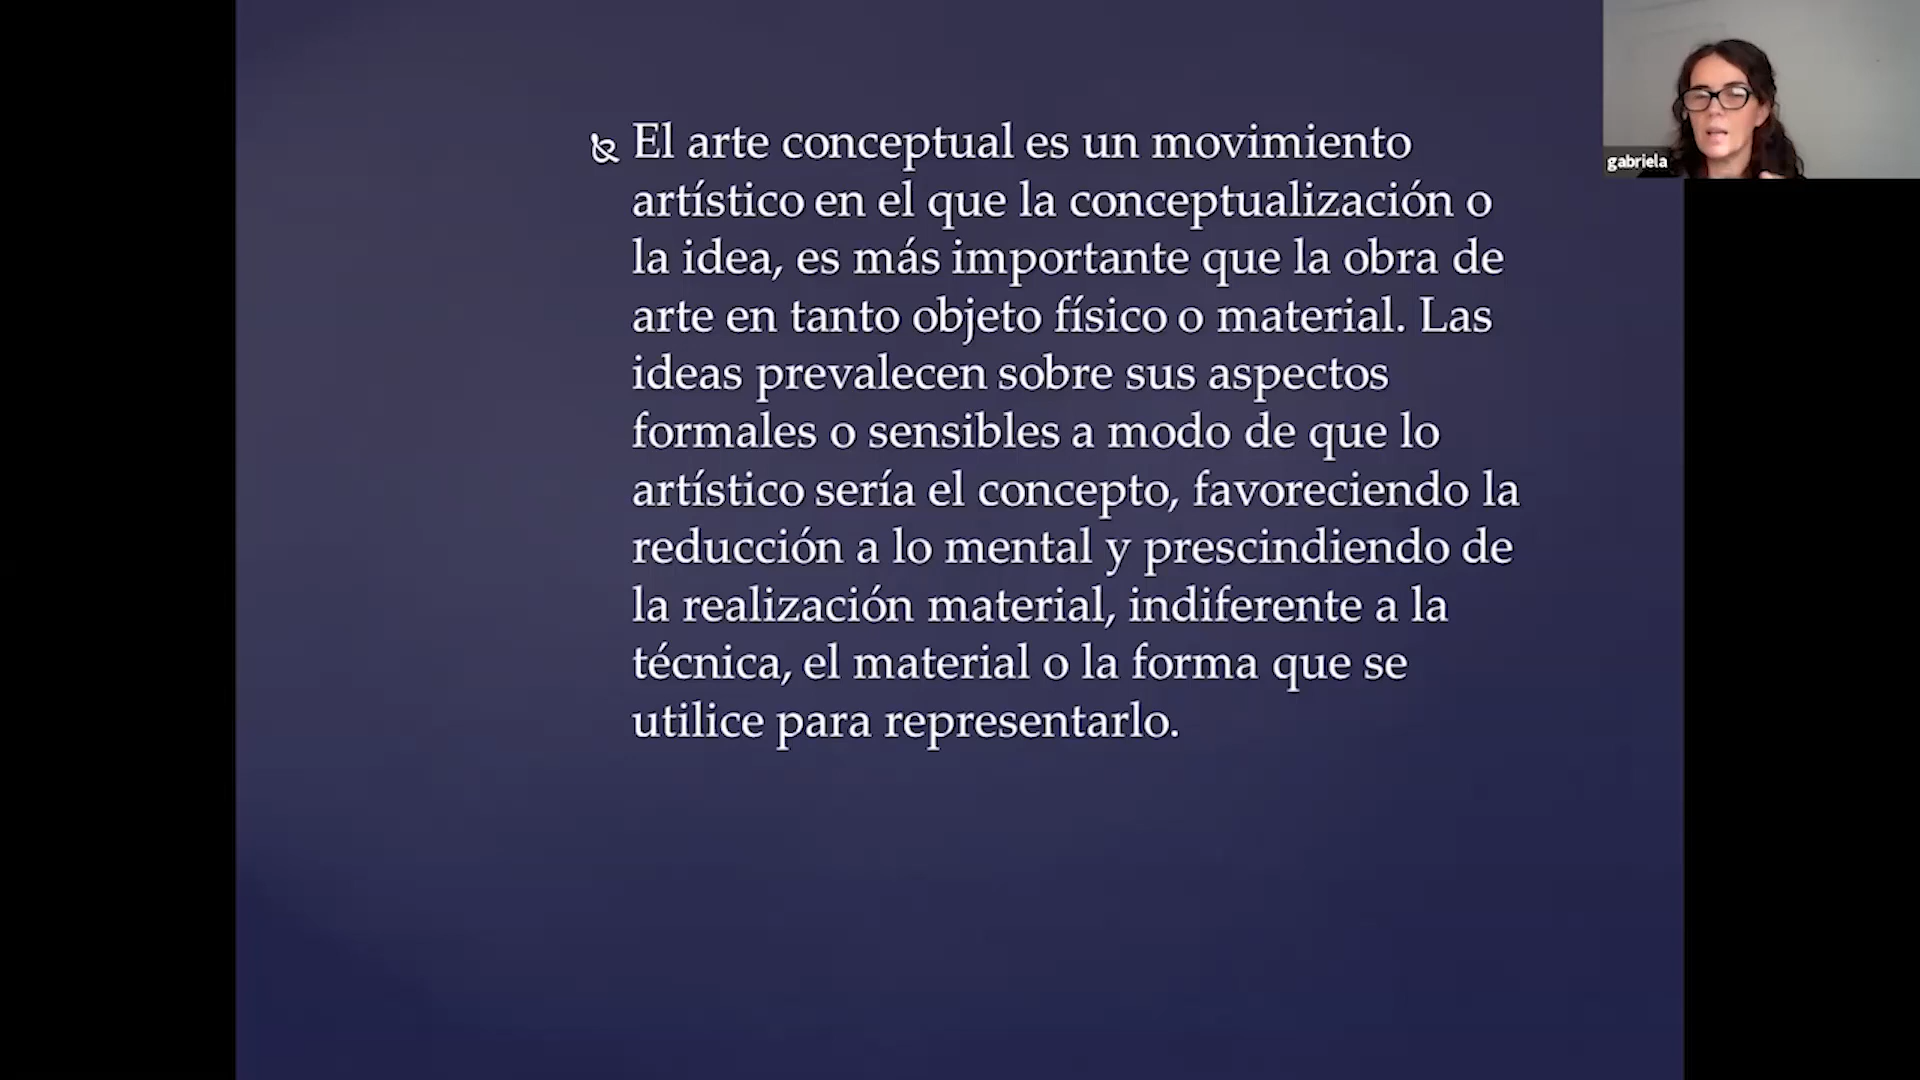 El arte conceptual es un movimiento
artístico en el que la conceptualización o
la idea, es más importante que la obra de
arte en tanto objeto físico o material. Las
ideas prevalecen sobre sus aspectos
formales o sensibles a modo de que lo
artístico sería el concepto, favoreciendo la
reducción a lo mental y prescindiendo de
la realización material, indiferente a la
técnica, el material o la forma que se
utilice para representarlo.
gabriela